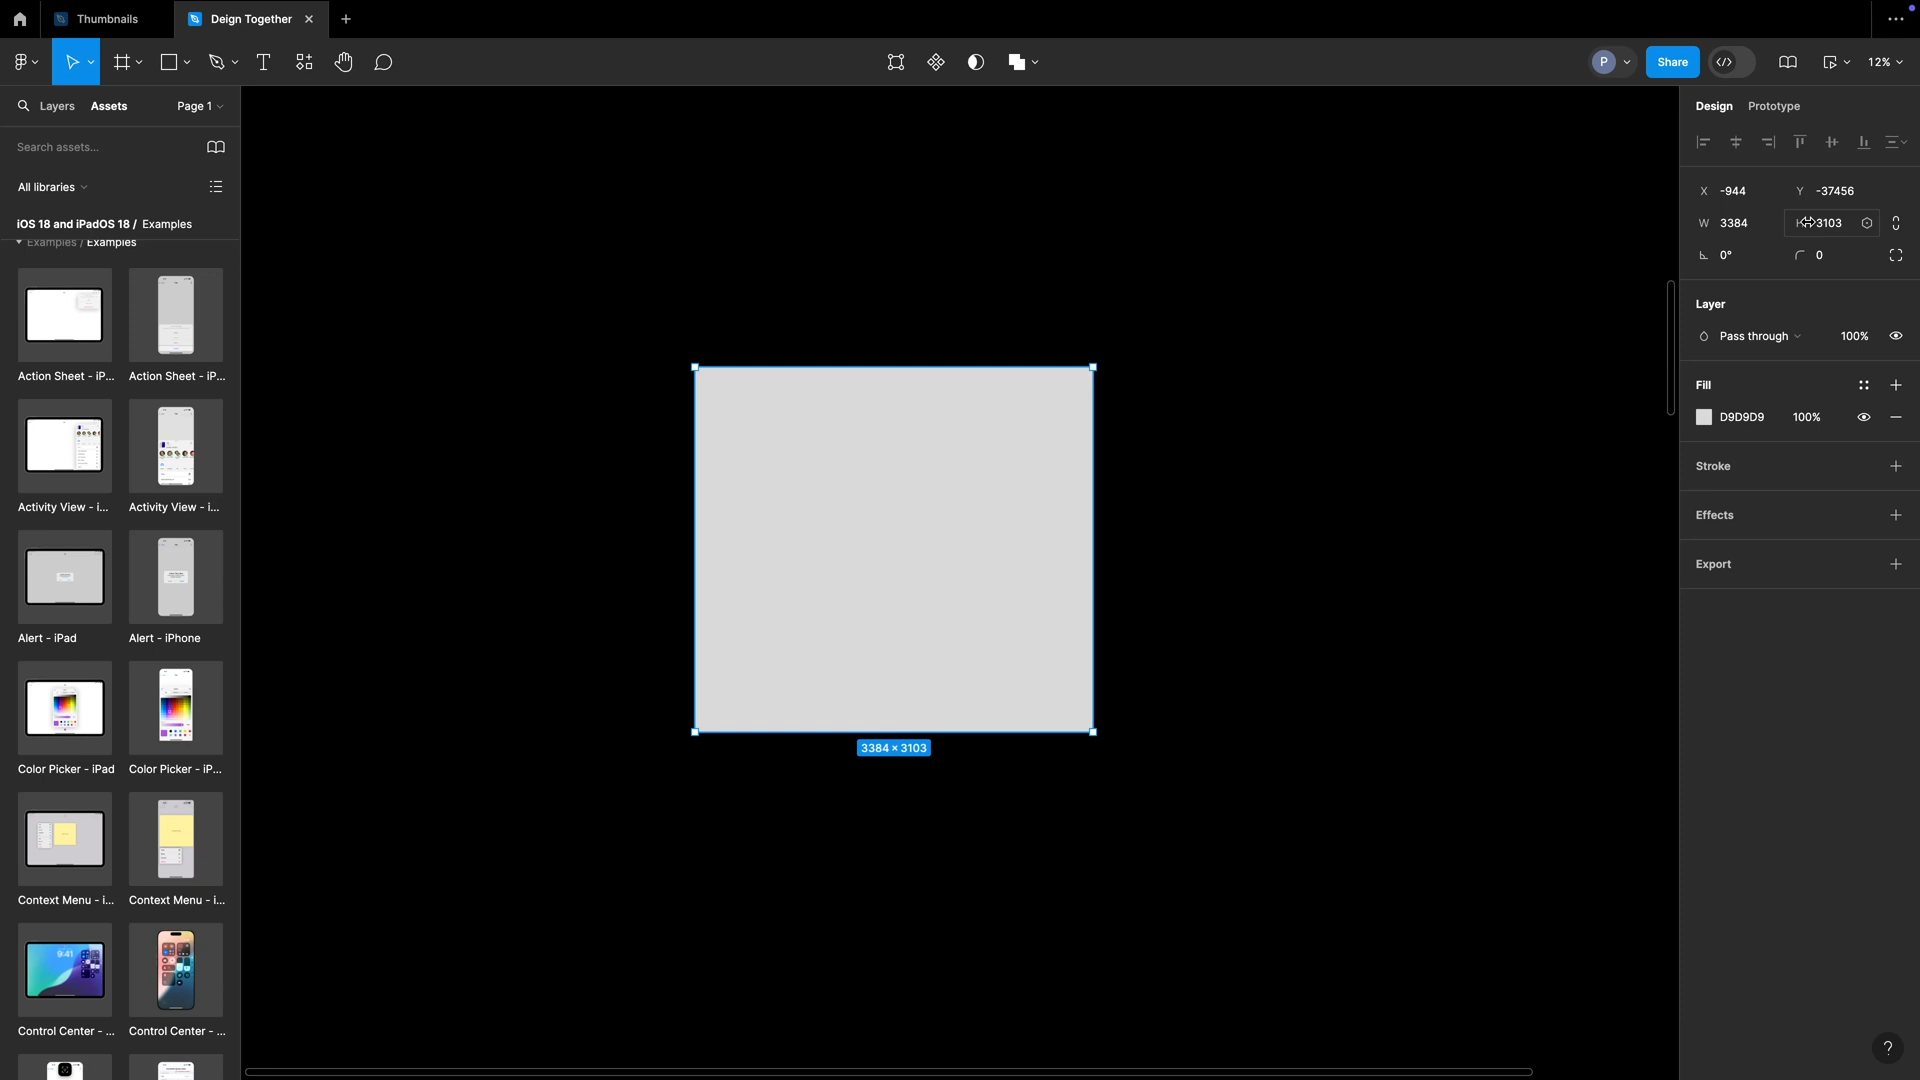 Thumbnails
Deign Together
Share
12%
P
Layers
Assets
Page 1
Search assets...
All libraries
iOS 18 and iPadOS 18 / Examples
Examples / Examples
Action Sheet - iP...
Action Sheet - iP...
Activity View - i...
Activity View - i...
Alert - iPad
Alert - iPhone
Color Picker - iPad
Color Picker - iP...
Context Menu - i...
Context Menu - i...
9:41
Control Center - ...
Control Center - ...
3384 × 3103
Design
Prototype
X -944
Y -37456
W 3384
3103
0°
0
Layer
Pass through
100%
Fill
D9D9D9
100%
Stroke
Effects
Export
?